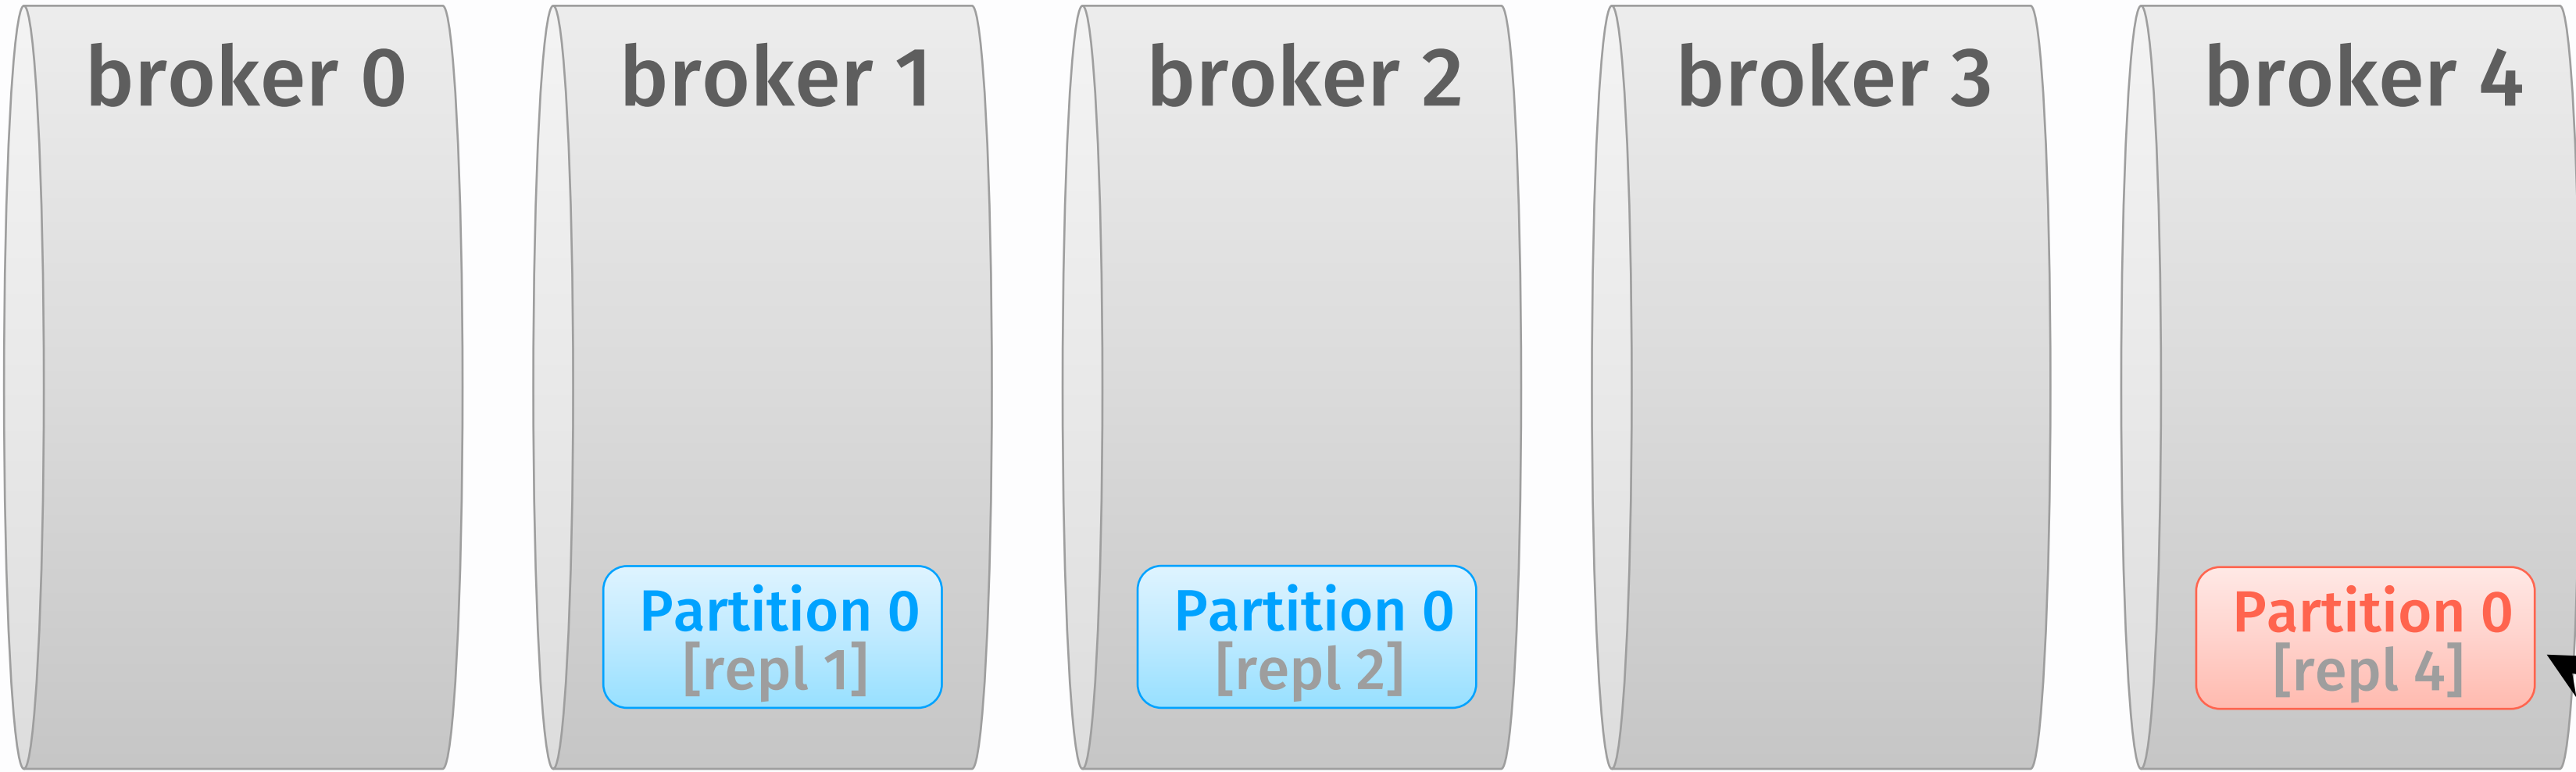 broker 0
broker 1
broker 2
broker 3
broker 4
Partition 0
[repl 1]
Partition 0
[repl 2]
Partition 0
[repl 4]